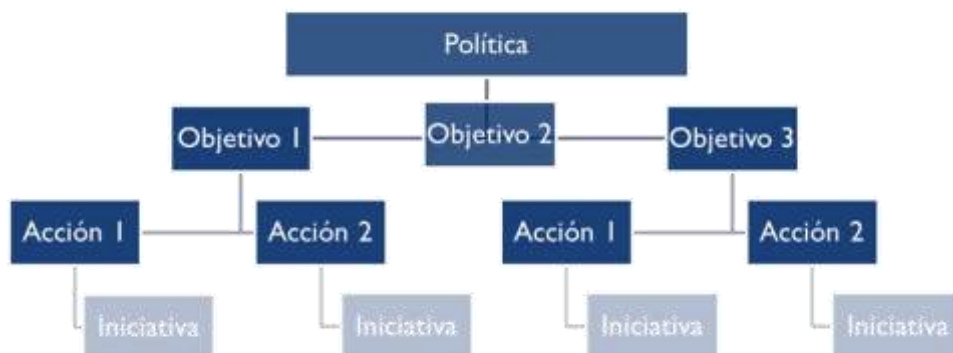 Política
Objetivo 1
Objetivo 2
Objetivo 3
Acción 1
Acción 2
Acción 1
Acción 2
Iniciativa
Iniciativa
Iniciativa
Iniciativa